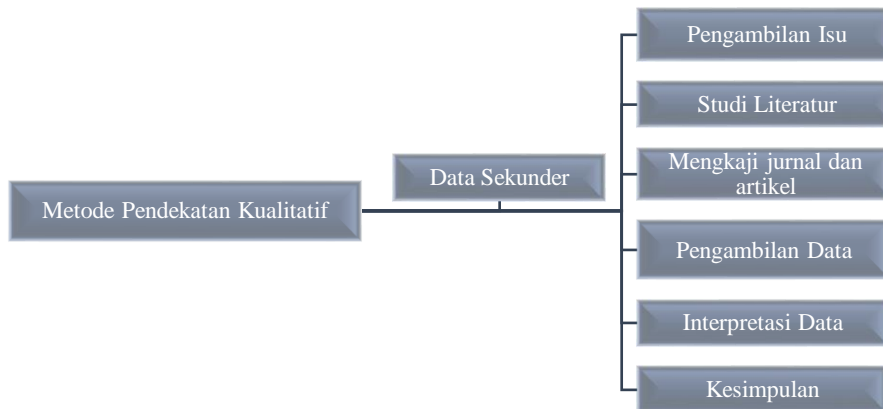 Metode Pendekatan Kualitatif
Data Sekunder
Pengambilan Isu
Studi Literatur
Mengkaji jurnal dan
artikel
Pengambilan Data
Interpretasi Data
Kesimpulan